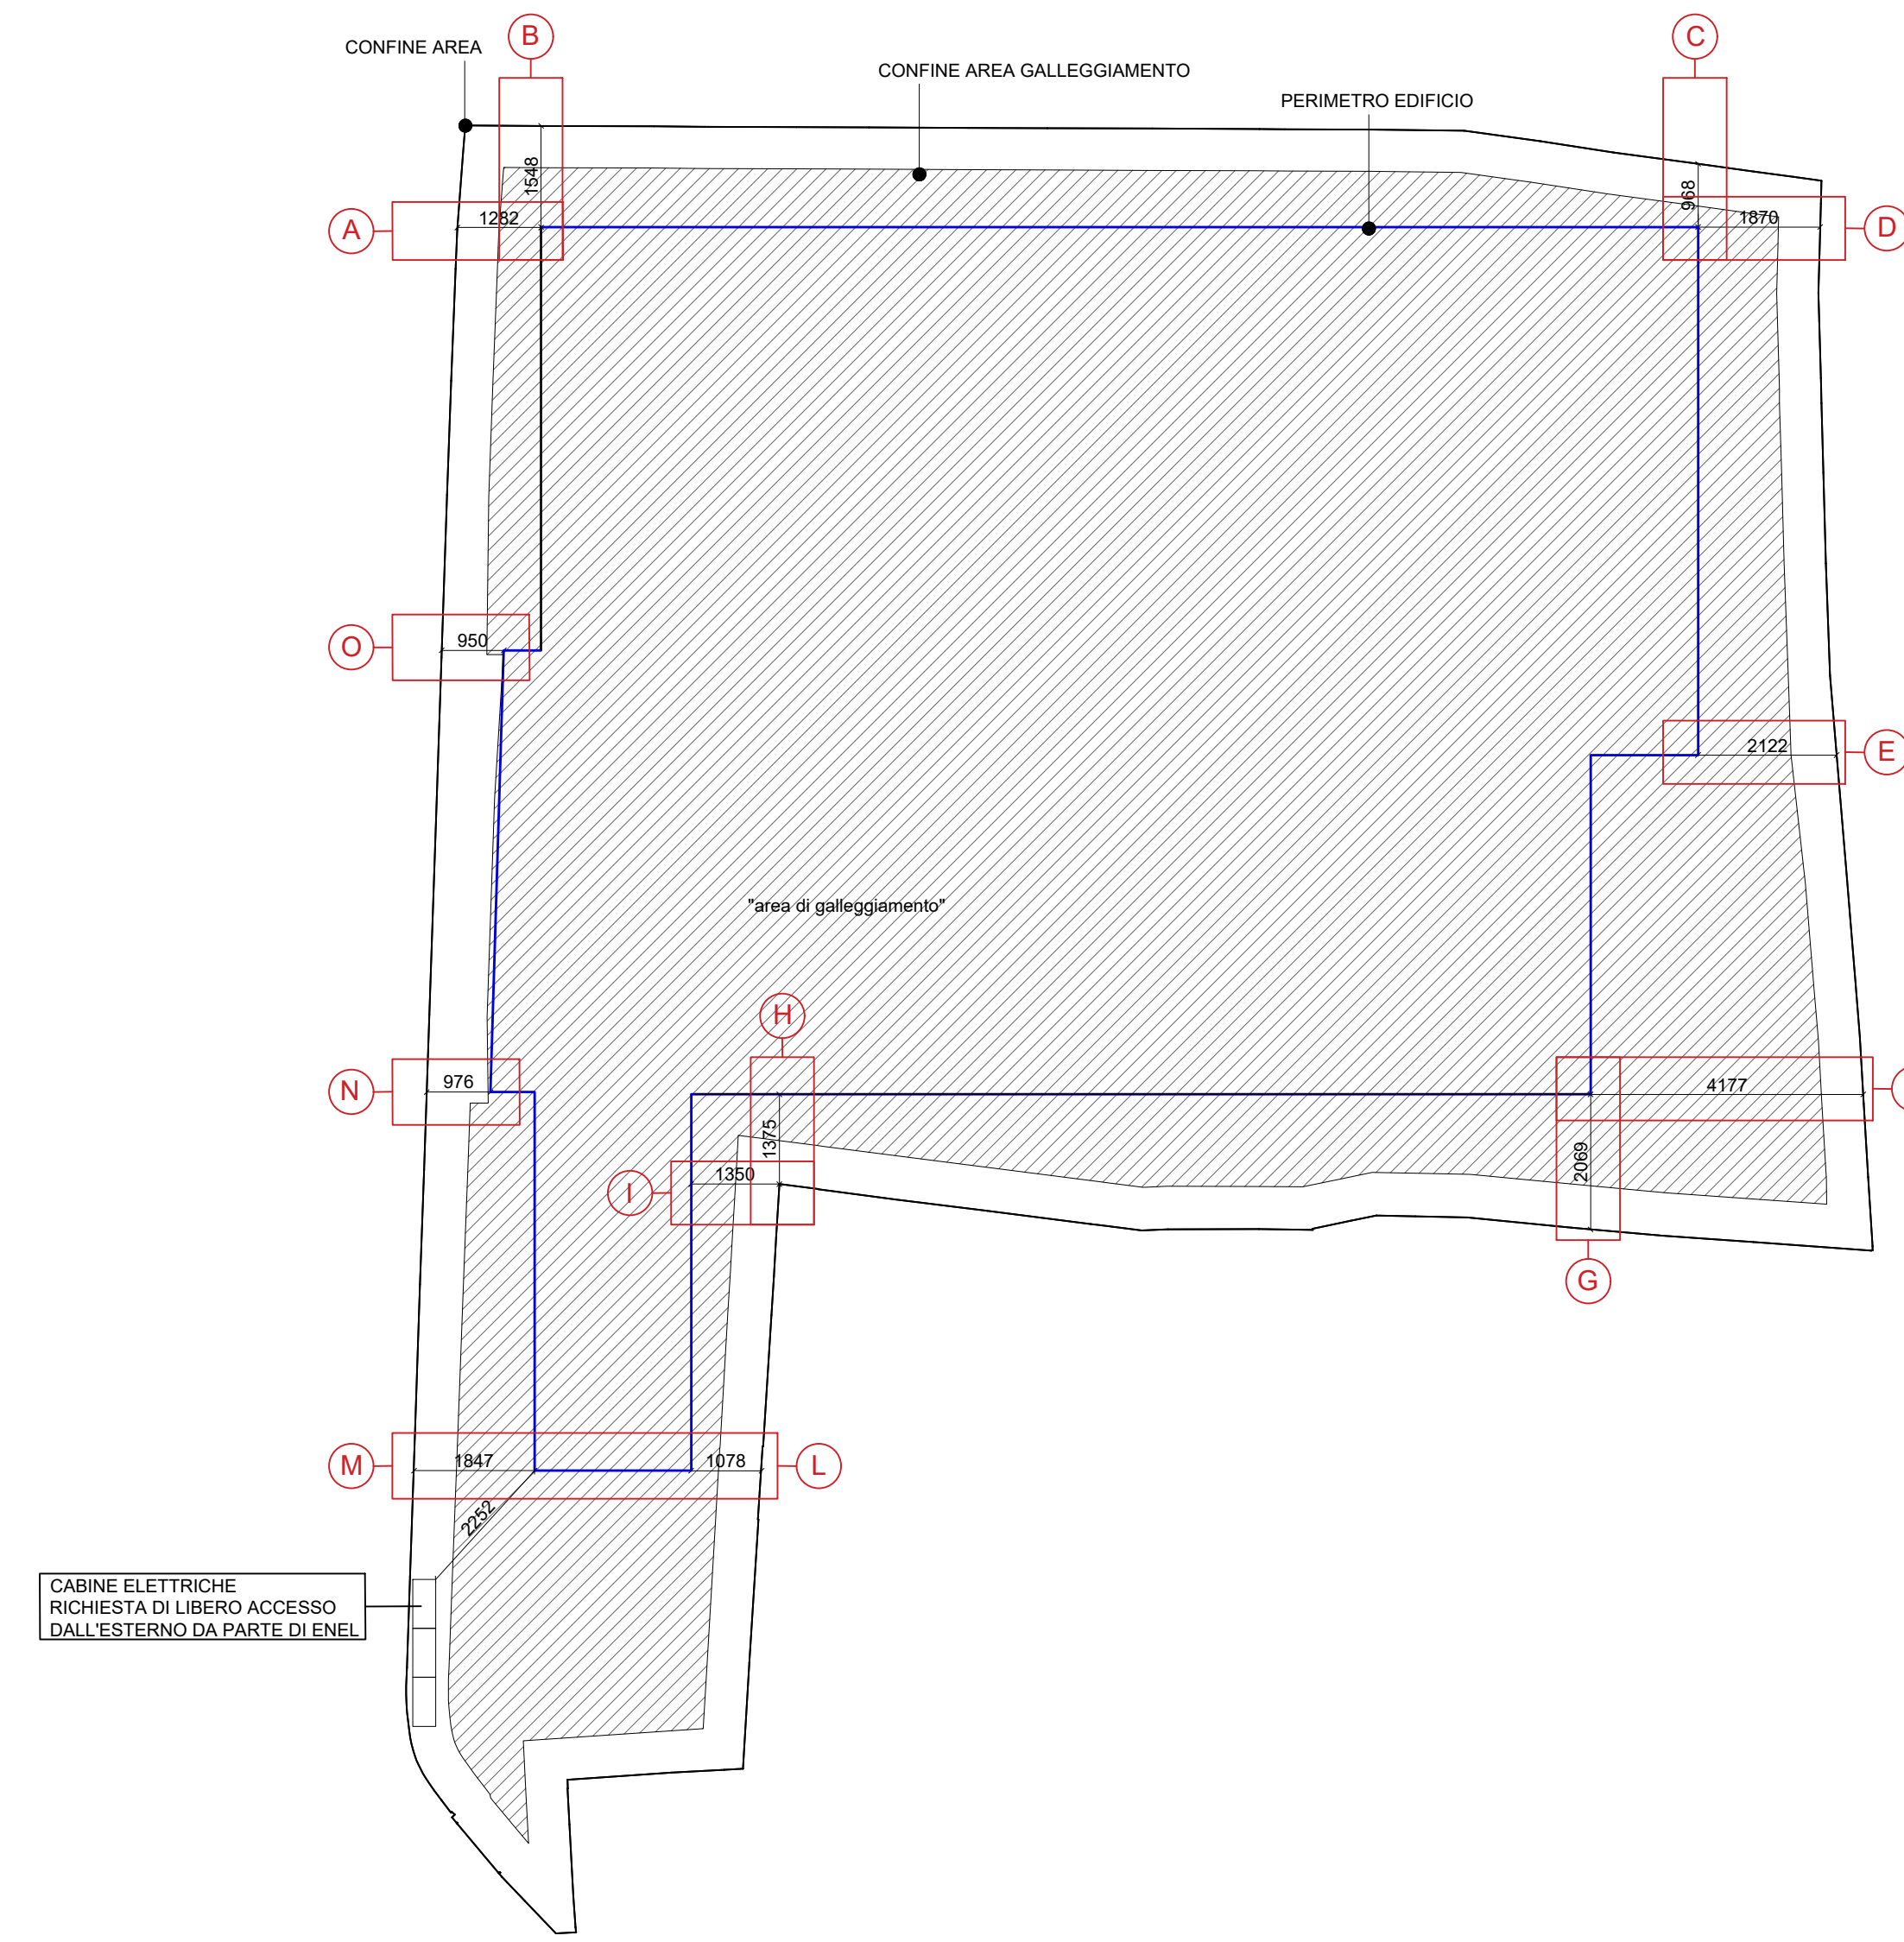 B
C
CONFINE AREA
CONFINE AREA GALLEGGIAMENTO
PERIMETRO EDIFICIO
1548
968
A
1282
1870
D
O
950
2122
E
"area di galleggiamento"
H
N
976
4177
1375
2069
1350
I
G
M
1847
1078
L
2252
CABINE ELETTRICHE
RICHIESTA DI LIBERO ACCESSO
DALL'ESTERNO DA PARTE DI ENEL